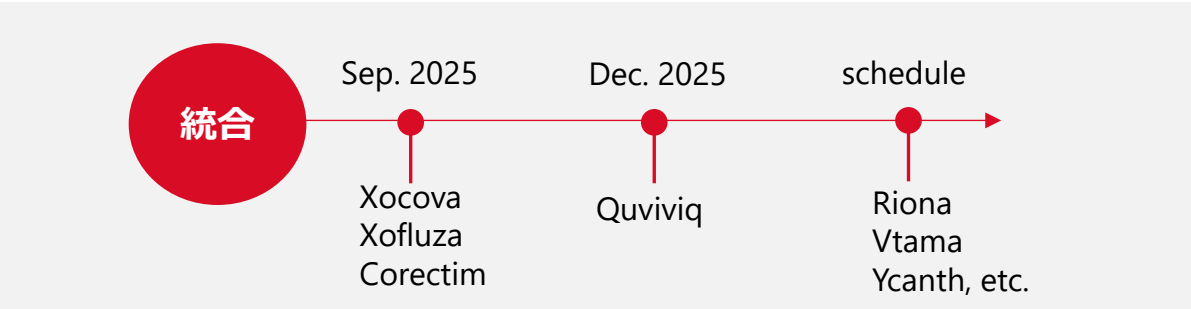 統合
Sep. 2025
Dec. 2025
schedule
Xocova
Xofluza
Corectim
Quviviq
Riona
Vtama
Ycanth, etc.